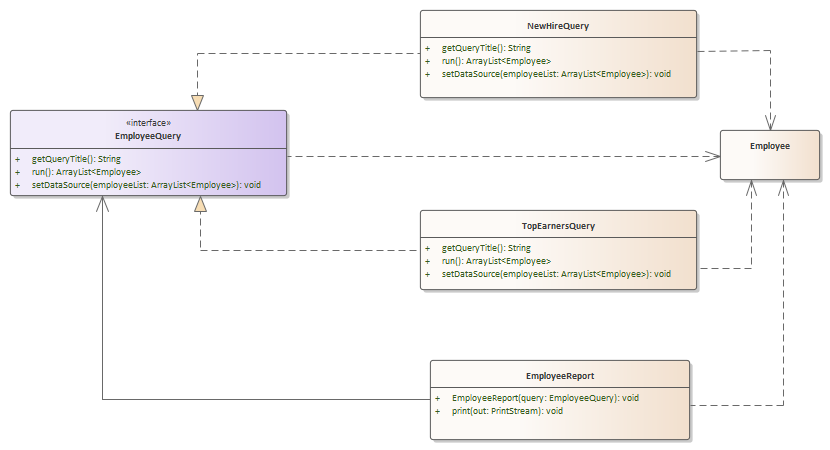 NewHireQuery
+ getQueryTitle(): String
+ run(): ArrayList<Employee>
+ setDataSource(employeeList: ArrayList<Employee>): void
«interface»
EmployeeQuery
+ getQueryTitle(): String
+ run(): ArrayList<Employee>
+ setDataSource(employeeList: ArrayList<Employee>): void
Employee
TopEarnersQuery
+ getQueryTitle(): String
+ run(): ArrayList<Employee>
+ setDataSource(employeeList: ArrayList<Employee>): void
EmployeeReport
+ EmployeeReport(query: EmployeeQuery): void
+ print(out: PrintStream): void